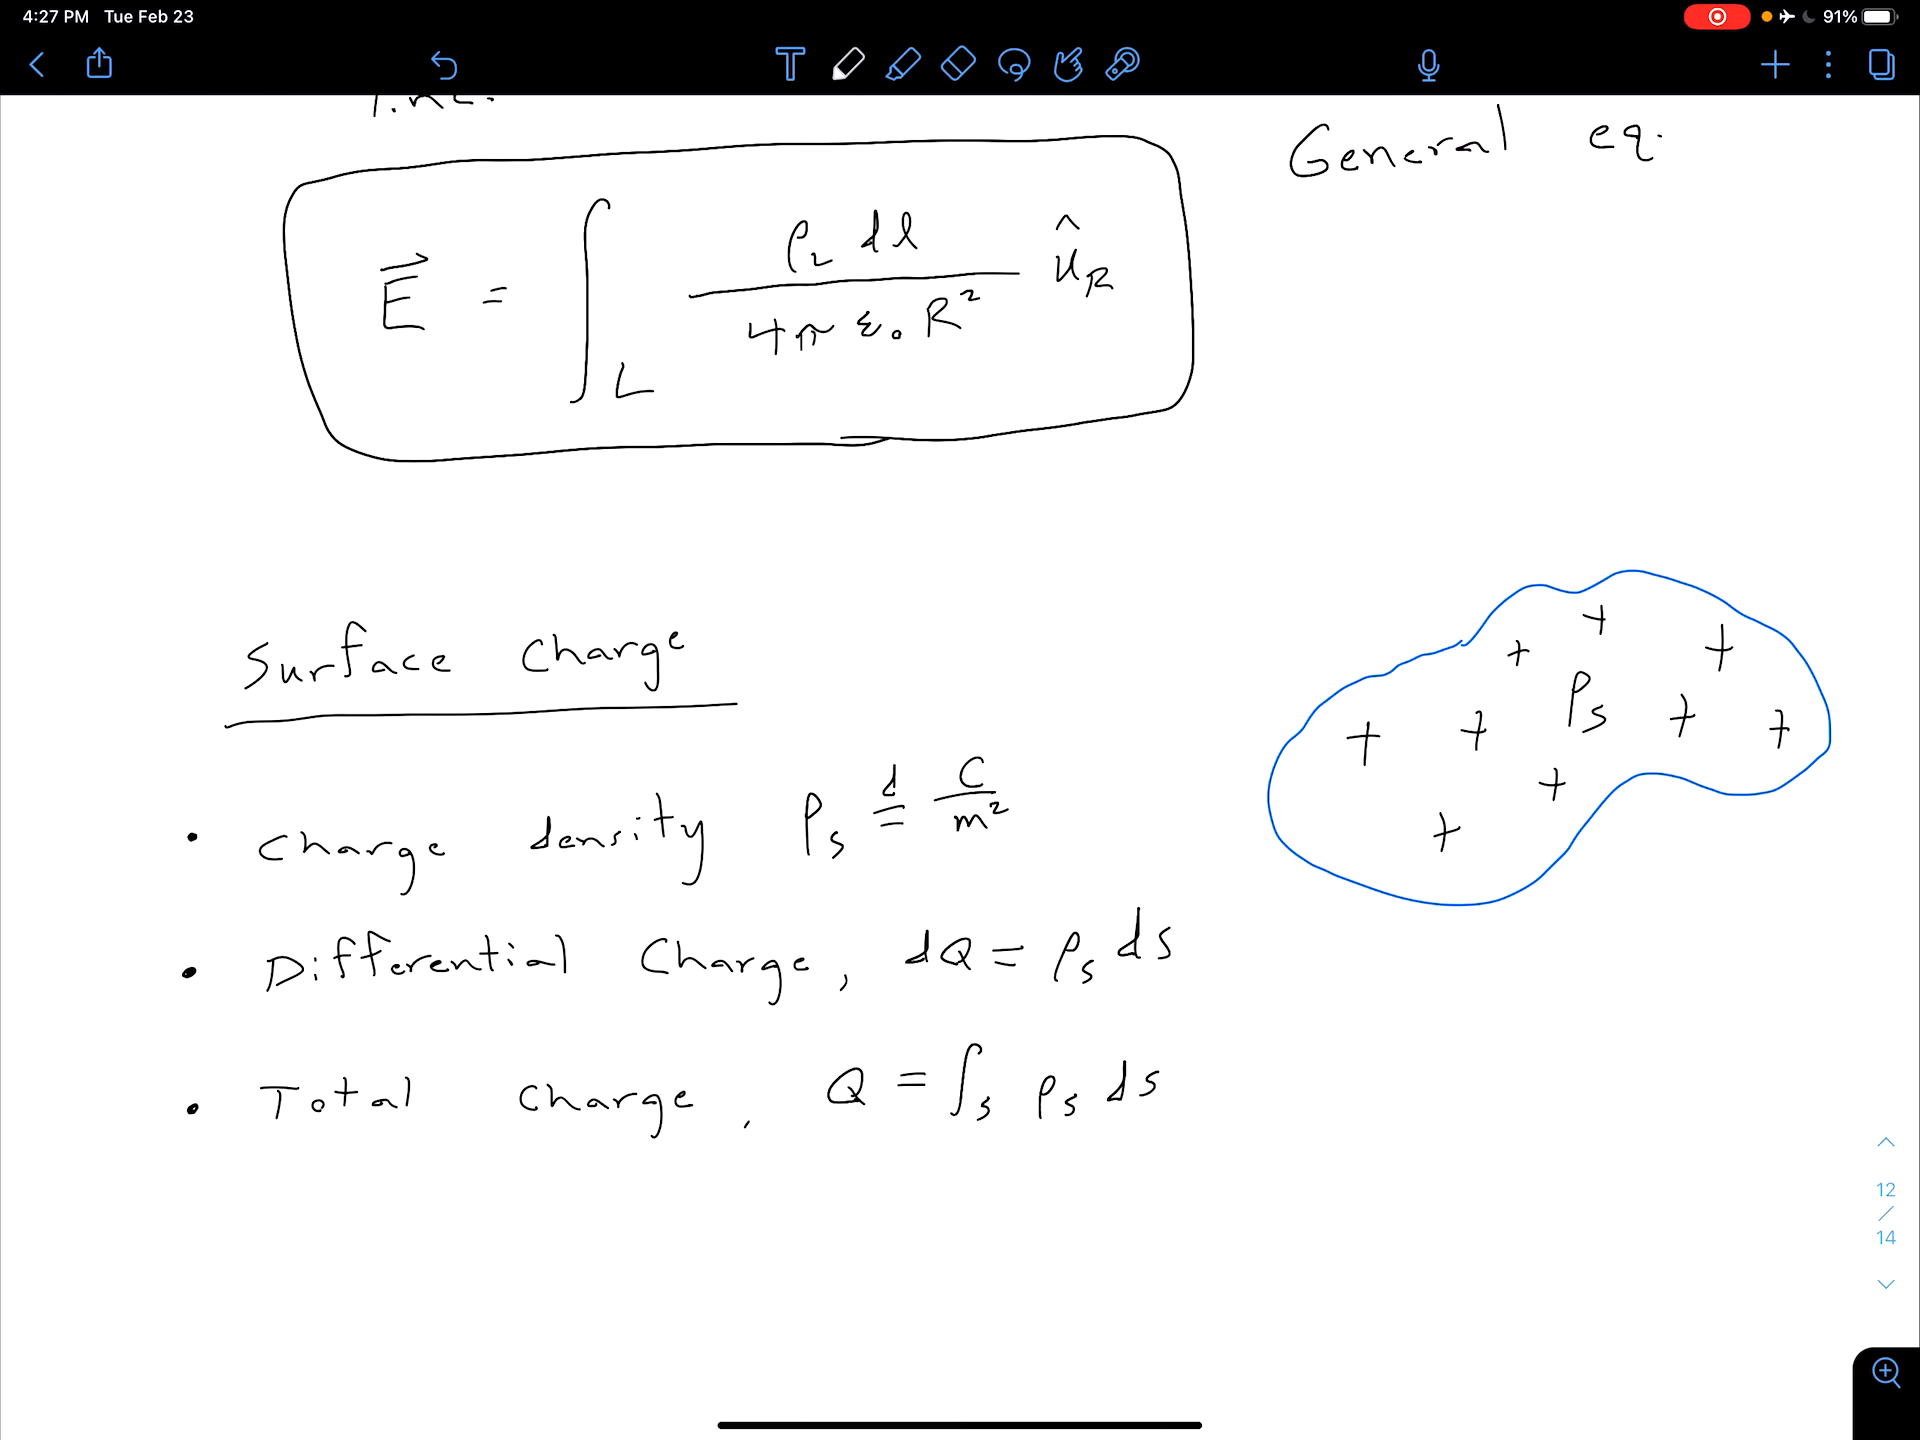 4:27 PM Tue Feb 23
91%
T
General eq.
E⃗ = ∫_L (ρ_L dl) / (4π ε₀ R²) û_R
Surface Charge
+ + + + + + + + +
ρ_s
• Charge density ρ_s =^d C/m²
• Differential Charge, dQ = ρ_s ds
• Total Charge, Q = ∫_s ρ_s ds
12
/
14